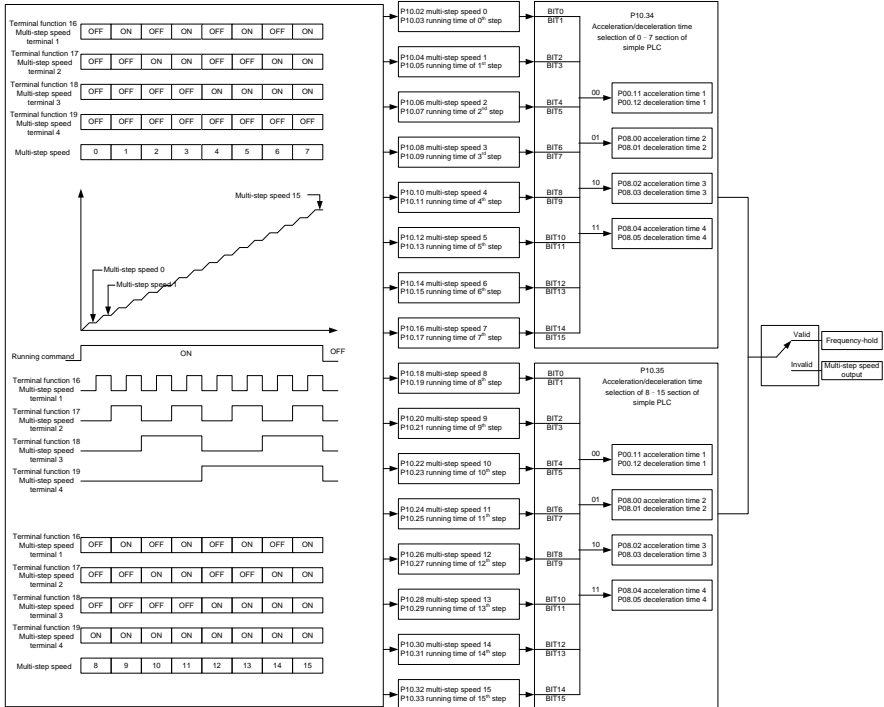 Terminal function 16
Multi-step speed
terminal 1
OFF ON OFF ON OFF ON OFF ON
Terminal function 17
Multi-step speed
terminal 2
OFF OFF ON ON OFF OFF ON ON
Terminal function 18
Multi-step speed
terminal 3
OFF OFF OFF OFF ON ON ON ON
Terminal function 19
Multi-step speed
terminal 4
OFF OFF OFF OFF OFF OFF OFF OFF
Multi-step speed
0 1 2 3 4 5 6 7
Multi-step speed 15
Multi-step speed 0
Multi-step speed 1
Running command
ON
OFF
Terminal function 16
Multi-step speed
terminal 1
Terminal function 17
Multi-step speed
terminal 2
Terminal function 18
Multi-step speed
terminal 3
Terminal function 19
Multi-step speed
terminal 4
Terminal function 16
Multi-step speed
terminal 1
OFF ON OFF ON OFF ON OFF ON
Terminal function 17
Multi-step speed
terminal 2
OFF OFF ON ON OFF OFF ON ON
Terminal function 18
Multi-step speed
terminal 3
OFF OFF OFF OFF ON ON ON ON
Terminal function 19
Multi-step speed
terminal 4
ON ON ON ON ON ON ON ON
Multi-step speed
8 9 10 11 12 13 14 15
P10.02 multi-step speed 0
P10.03 running time of 0th step
P10.04 multi-step speed 1
P10.05 running time of 1st step
P10.06 multi-step speed 2
P10.07 running time of 2nd step
P10.08 multi-step speed 3
P10.09 running time of 3rd step
P10.10 multi-step speed 4
P10.11 running time of 4th step
P10.12 multi-step speed 5
P10.13 running time of 5th step
P10.14 multi-step speed 6
P10.15 running time of 6th step
P10.16 multi-step speed 7
P10.17 running time of 7th step
P10.18 multi-step speed 8
P10.19 running time of 8th step
P10.20 multi-step speed 9
P10.21 running time of 9th step
P10.22 multi-step speed 10
P10.23 running time of 10th step
P10.24 multi-step speed 11
P10.25 running time of 11th step
P10.26 multi-step speed 12
P10.27 running time of 12th step
P10.28 multi-step speed 13
P10.29 running time of 13th step
P10.30 multi-step speed 14
P10.31 running time of 14th step
P10.32 multi-step speed 15
P10.33 running time of 15th step
BIT0
BIT1
BIT2
BIT3
BIT4
BIT5
BIT6
BIT7
BIT8
BIT9
BIT10
BIT11
BIT12
BIT13
BIT14
BIT15
P10.34
Acceleration/deceleration time
selection of 0 - 7 section of
simple PLC
00
P00.11 acceleration time 1
P00.12 deceleration time 1
01
P08.00 acceleration time 2
P08.01 deceleration time 2
10
P08.02 acceleration time 3
P08.03 deceleration time 3
11
P08.04 acceleration time 4
P08.05 deceleration time 4
BIT0
BIT1
BIT2
BIT3
BIT4
BIT5
BIT6
BIT7
BIT8
BIT9
BIT10
BIT11
BIT12
BIT13
BIT14
BIT15
P10.35
Acceleration/deceleration time
selection of 8 - 15 section of
simple PLC
00
P00.11 acceleration time 1
P00.12 deceleration time 1
01
P08.00 acceleration time 2
P08.01 deceleration time 2
10
P08.02 acceleration time 3
P08.03 deceleration time 3
11
P08.04 acceleration time 4
P08.05 deceleration time 4
Valid
Frequency-hold
Invalid
Multi-step speed
output